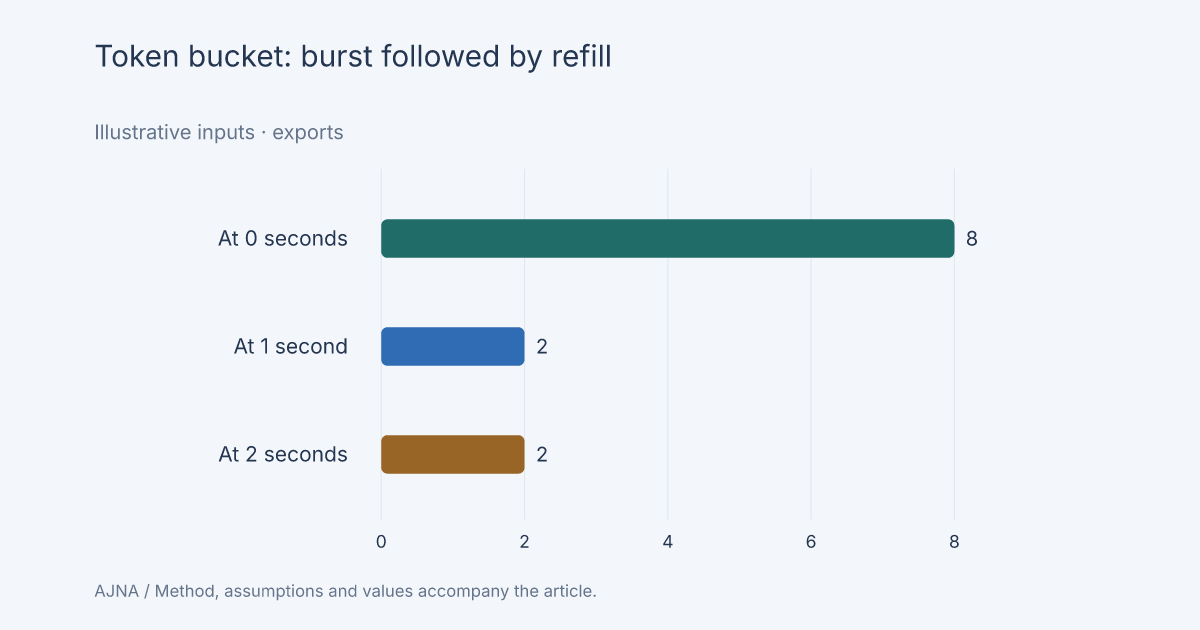 Token bucket: burst followed by refill
Illustrative inputs · exports
At 0 seconds 8
At 1 second 2
At 2 seconds 2
0 2 4 6 8
AJNA / Method, assumptions and values accompany the article.